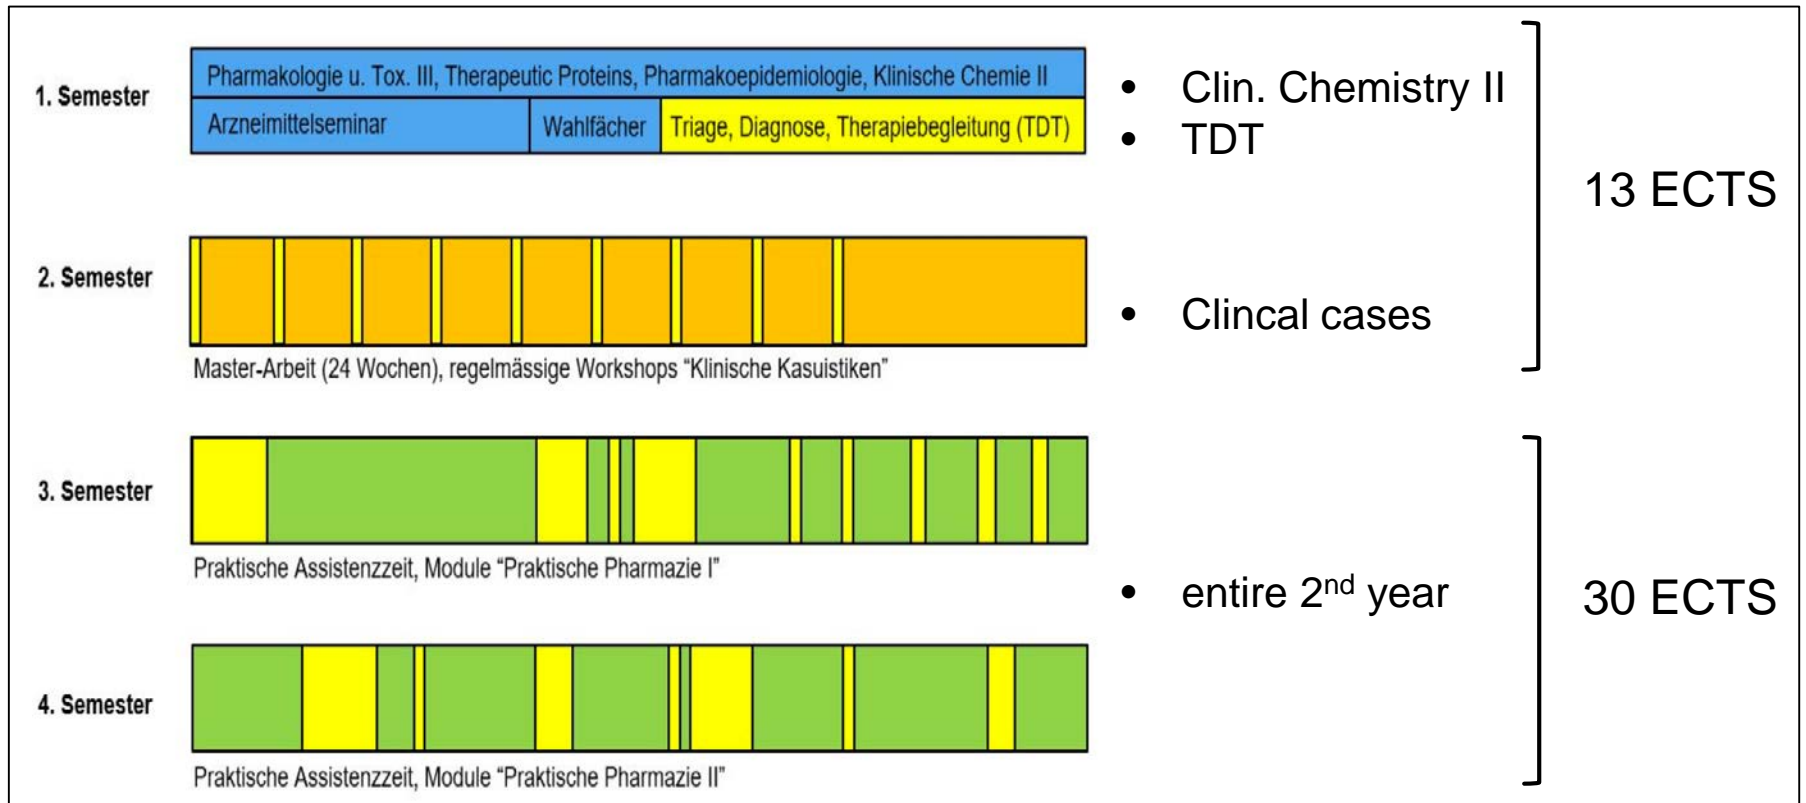 1. Semester
Pharmakologie u. Tox. III, Therapeutic Proteins, Pharmakoepidemiologie, Klinische Chemie II
Arzneimittelseminar
Wahlfächer
Triage, Diagnose, Therapiebegleitung (TDT)
• Clin. Chemistry II
• TDT
13 ECTS
2. Semester
• Clincal cases
Master-Arbeit (24 Wochen), regelmässige Workshops “Klinische Kasuistiken”
3. Semester
Praktische Assistenzzeit, Module “Praktische Pharmazie I”
• entire 2nd year
30 ECTS
4. Semester
Praktische Assistenzzeit, Module “Praktische Pharmazie II”